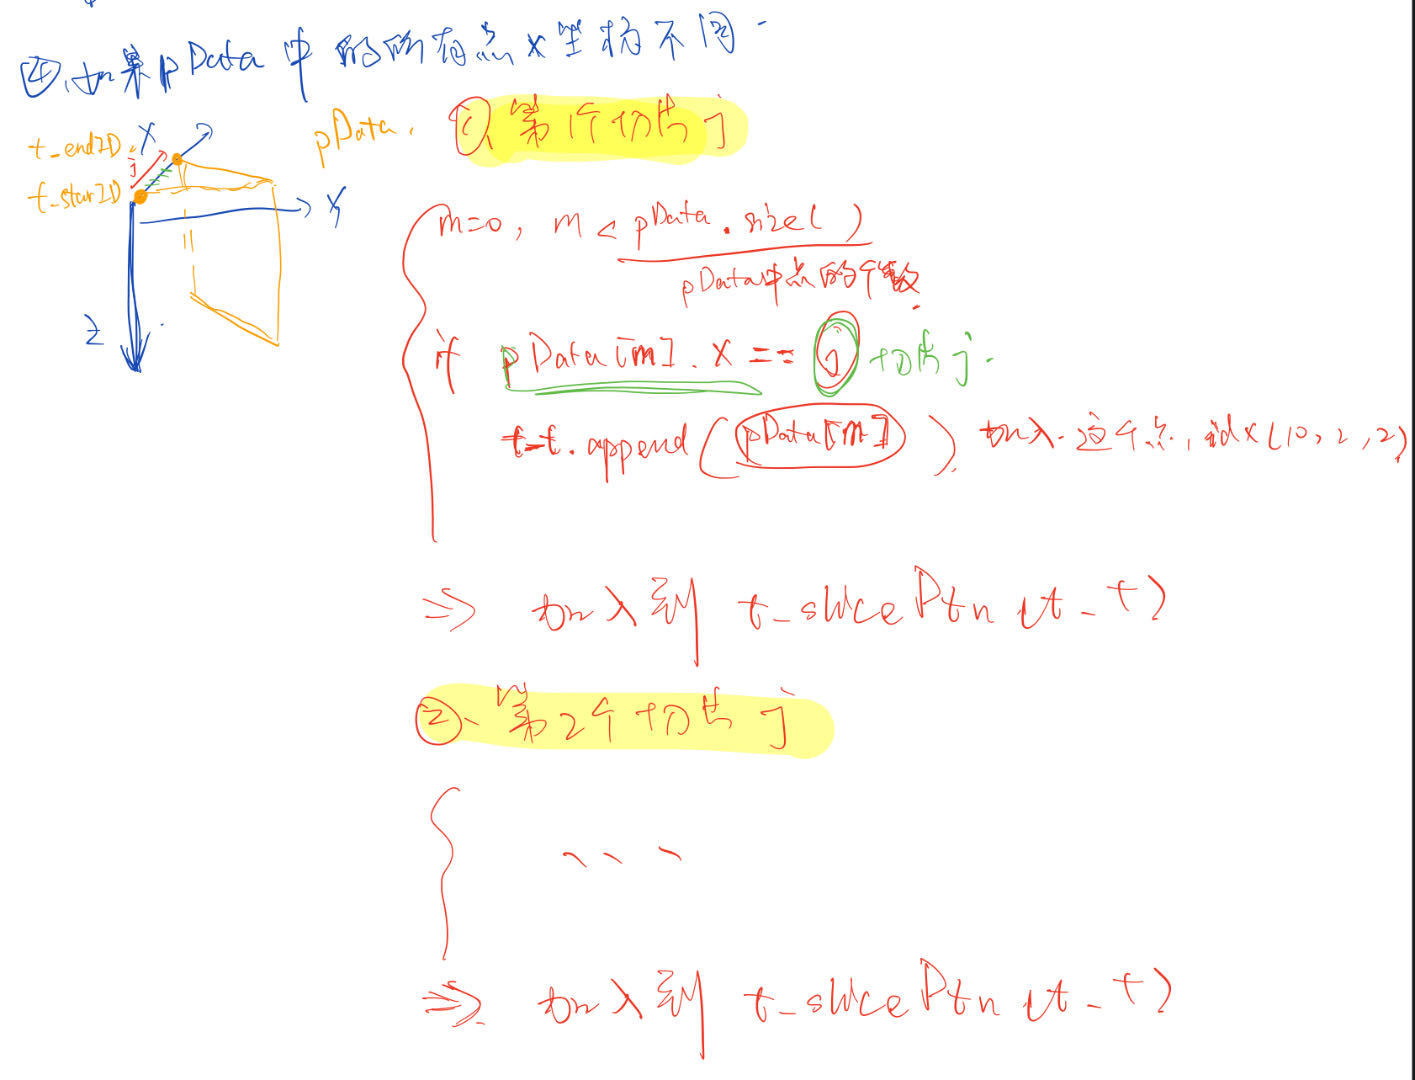 ④、如果pData中的所有点x坐标不同.
t_end2D
X
j
t_star2D
Y
Z
pData.
①、第1个切片j
m=0, m < pData.size()
pData中点的个数
if pData[m].x == j 切片j.
t_t.append(pData[m]) 加入.这个点, idx(10,2,2)
=> 加入到 t_slicePtn(t_t)
②、第2个切片j
、、、
=> 加入到 t_slicePtn(t_t)